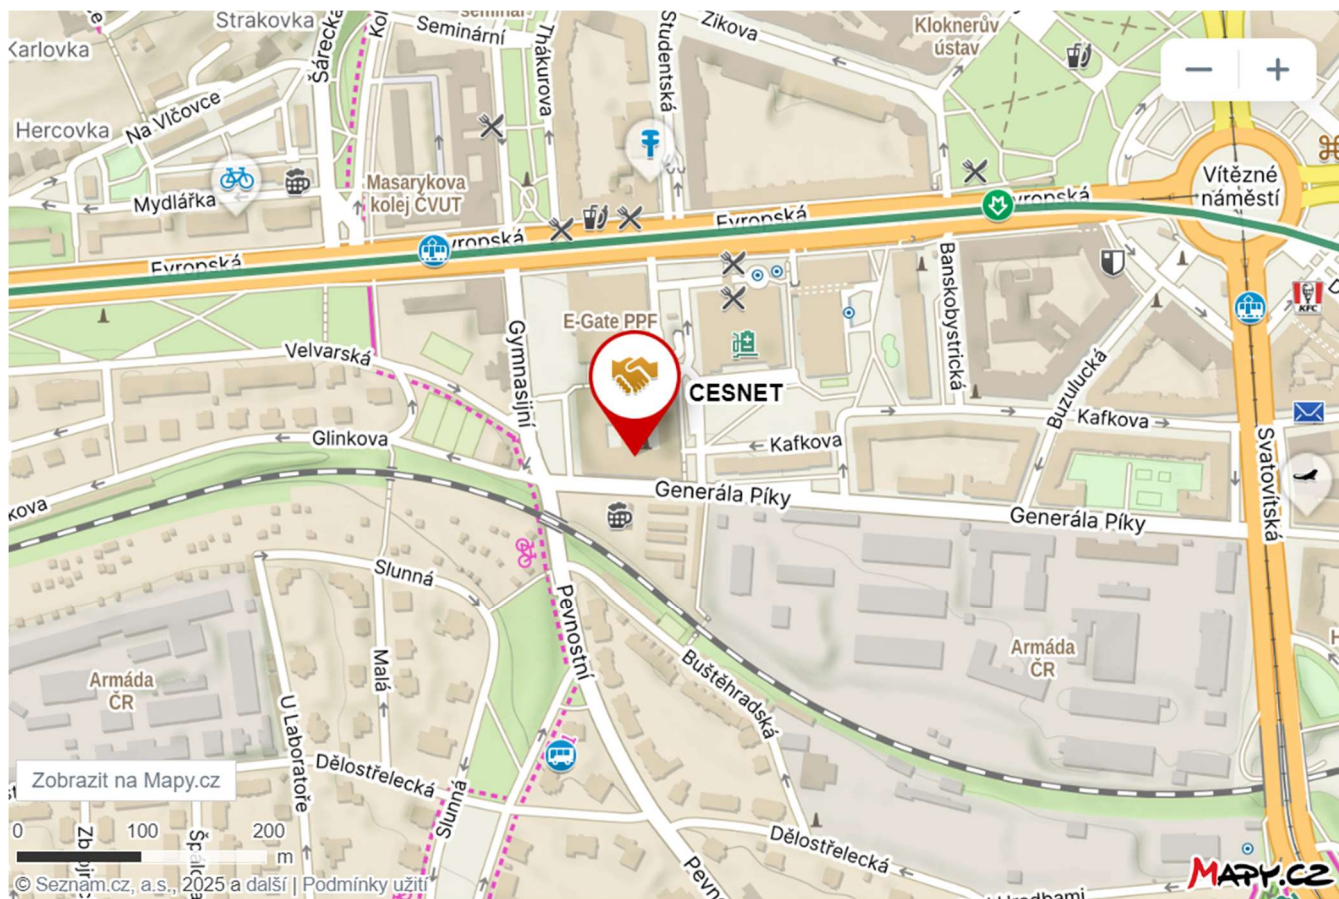 Strakovka
Seminární
Zikova
Kloknerův
ústav
Karlovka
Šárecká
Thákurova
Studentská
Na Vlčovce
Hercovka
Mydlářka
Masarykova
kolej ČVUT
Vítězné
náměstí
Evropská
Evropská
E-Gate PPF
Banskobystrická
KFC
Velvarská
Gymnasijní
CESNET
Buzulucká
Kafkova
Kafkova
Glinkova
Svatovítská
Generála Píky
Generála Píky
Slunná
Pevnostní
Armáda
ČR
Malá
Buštěhradská
Armáda
ČR
U Laboratoře
Zobrazit na Mapy.cz
Dělostřelecká
Slunná
Dělostřelecká
0 100 200
m
© Seznam.cz, a.s., 2025 a další | Podmínky užití
MAPY.CZ